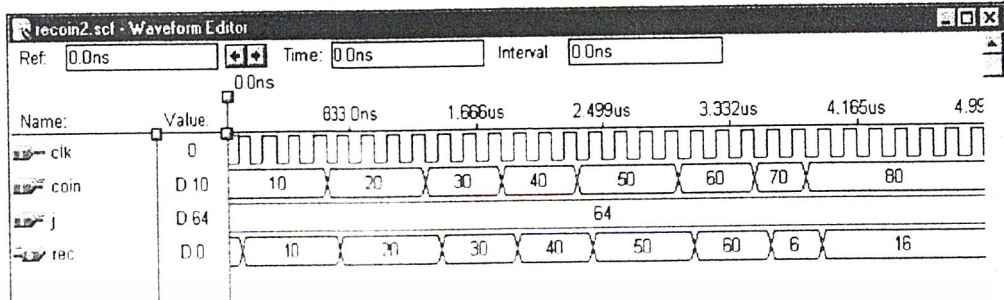 recoin2.scf - Waveform Editor
Ref: 0.0ns Time: 0.0ns Interval 0.0ns
0.0ns
833.0ns 1.666us 2.499us 3.332us 4.165us 4.99
Name: Value:
clk 0
coin D 10 10 20 30 40 50 60 70 80
j D 64 64
rec D 0 10 20 30 40 50 60 6 16